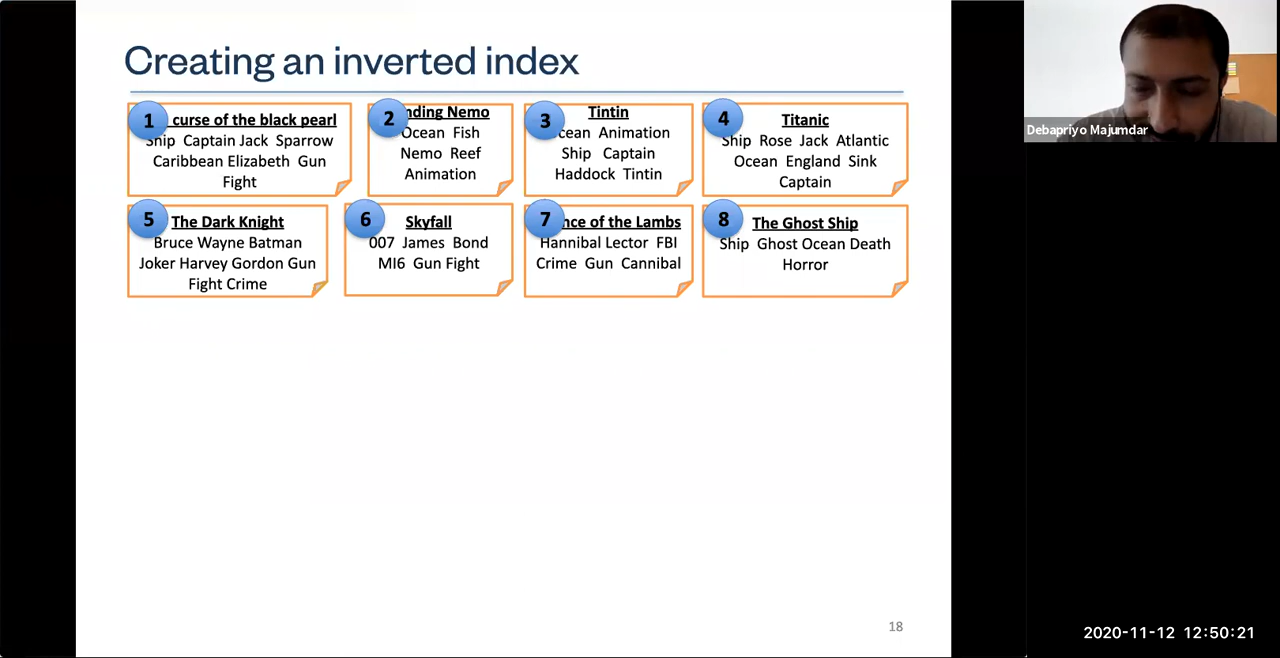 Creating an inverted index
1 curse of the black pearl
Ship Captain Jack Sparrow
Caribbean Elizabeth Gun
Fight
2 nding Nemo
Ocean Fish
Nemo Reef
Animation
3 Tintin
cean Animation
Ship Captain
Haddock Tintin
4 Titanic
Ship Rose Jack Atlantic
Ocean England Sink
Captain
5 The Dark Knight
Bruce Wayne Batman
Joker Harvey Gordon Gun
Fight Crime
6 Skyfall
007 James Bond
MI6 Gun Fight
7 nce of the Lambs
Hannibal Lector FBI
Crime Gun Cannibal
8 The Ghost Ship
Ship Ghost Ocean Death
Horror
18
Debapriyo Majumdar
2020-11-12 12:50:21